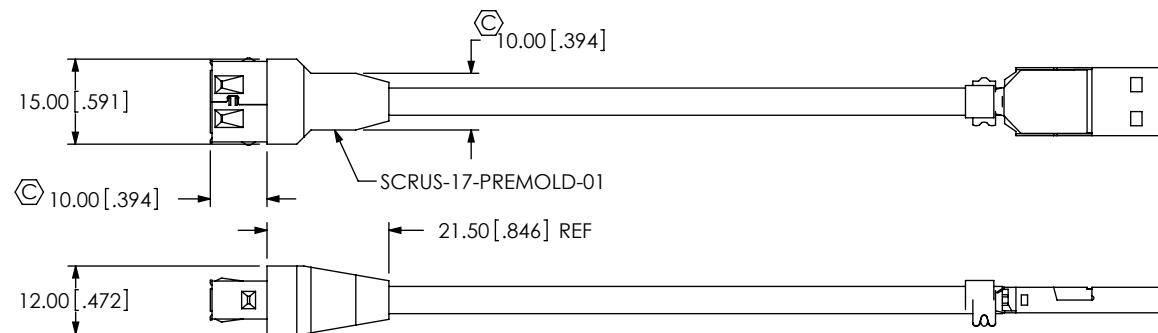 C 10.00[.394]
15.00[.591]
SCRUS-17-PREMOLD-01
C 10.00[.394]
21.50[.846] REF
12.00[.472]